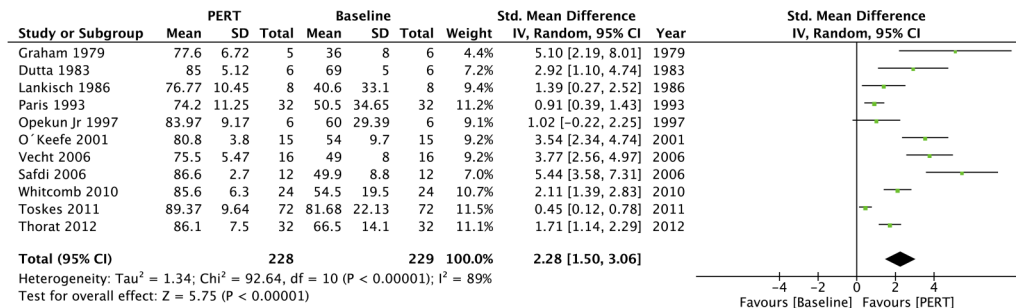 PERT Baseline Std. Mean Difference Std. Mean Difference
Study or Subgroup Mean SD Total Mean SD Total Weight IV, Random, 95% CI Year IV, Random, 95% CI
Graham 1979 77.6 6.72 5 36 8 6 4.4% 5.10 [2.19, 8.01] 1979
Dutta 1983 85 5.12 6 69 5 6 7.2% 2.92 [1.10, 4.74] 1983
Lankisch 1986 76.77 10.45 8 40.6 33.1 8 9.4% 1.39 [0.27, 2.52] 1986
Paris 1993 74.2 11.25 32 50.5 34.65 32 11.2% 0.91 [0.39, 1.43] 1993
Opekun Jr 1997 83.97 9.17 6 60 29.39 6 9.1% 1.02 [−0.22, 2.25] 1997
O´Keefe 2001 80.8 3.8 15 54 9.7 15 9.2% 3.54 [2.34, 4.74] 2001
Vecht 2006 75.5 5.47 16 49 8 16 9.2% 3.77 [2.56, 4.97] 2006
Safdi 2006 86.6 2.7 12 49.9 8.8 12 7.0% 5.44 [3.58, 7.31] 2006
Whitcomb 2010 85.6 6.3 24 54.5 19.5 24 10.7% 2.11 [1.39, 2.83] 2010
Toskes 2011 89.37 9.64 72 81.68 22.13 72 11.5% 0.45 [0.12, 0.78] 2011
Thorat 2012 86.1 7.5 32 66.5 14.1 32 11.1% 1.71 [1.14, 2.29] 2012
Total (95% CI) 228 229 100.0% 2.28 [1.50, 3.06]
Heterogeneity: Tau² = 1.34; Chi² = 92.64, df = 10 (P < 0.00001); I² = 89%
Test for overall effect: Z = 5.75 (P < 0.00001)
−4 −2 0 2 4
Favours [Baseline] Favours [PERT]